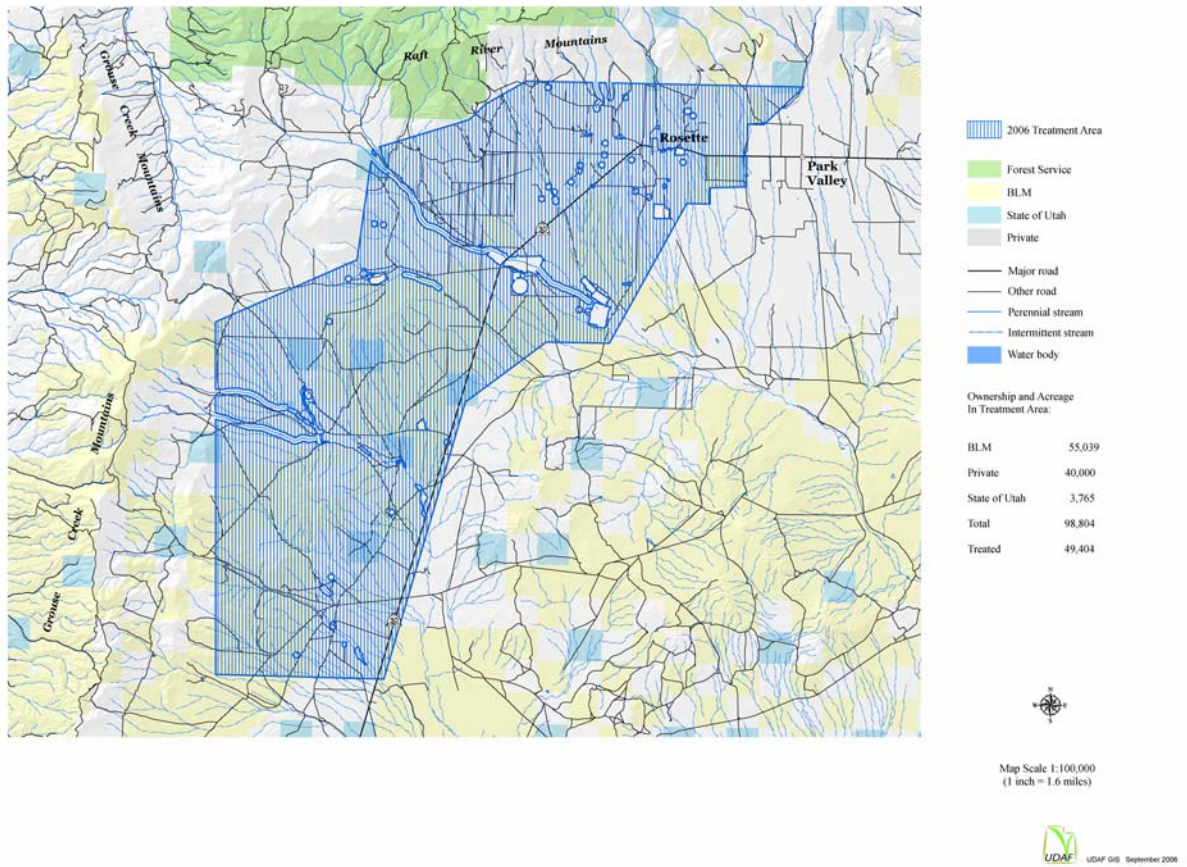 Raft River Mountains
Grouse Creek Mountains
Rosette
Park
Valley
Mountains
Creek
Grouse
2006 Treatment Area
Forest Service
BLM
State of Utah
Private
Major road
Other road
Perennial stream
Intermittent stream
Water body
Ownership and Acreage
In Treatment Area:
BLM 55,039
Private 40,000
State of Utah 3,765
Total 98,804
Treated 49,404
N
W E
S
Map Scale 1:100,000
(1 inch = 1.6 miles)
UDAF
UDAF GIS September 2006